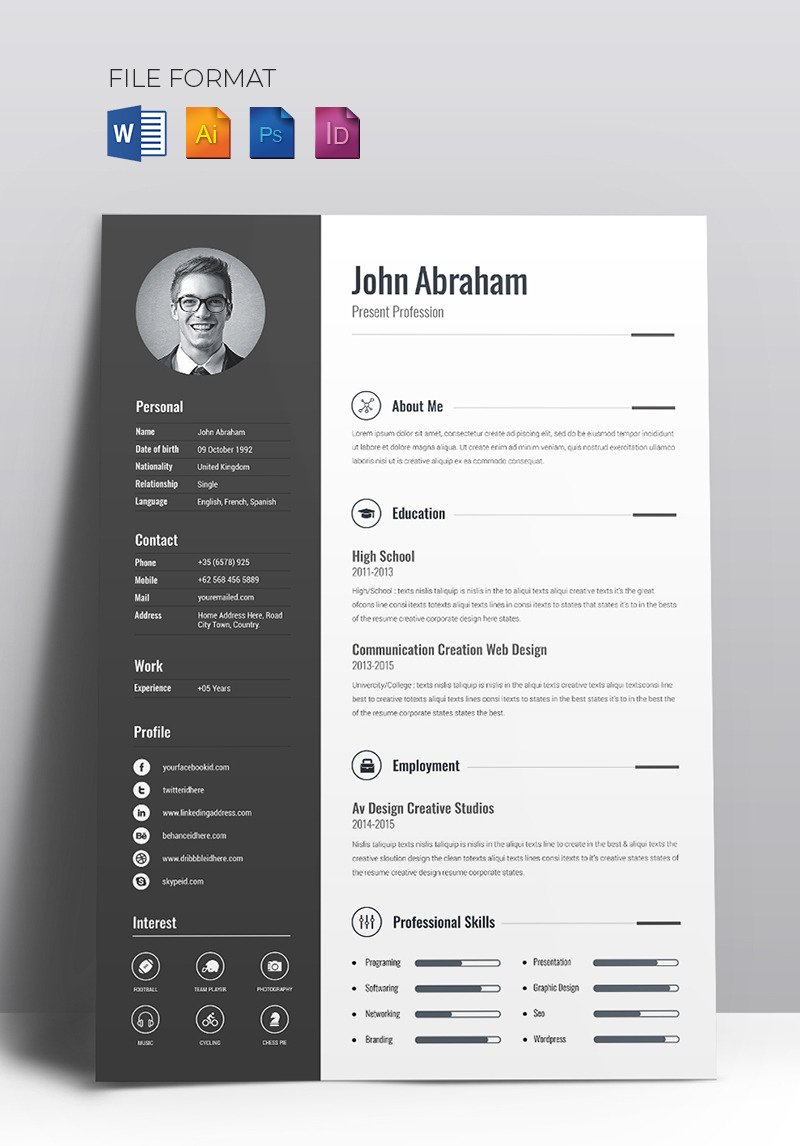 FILE FORMAT
W Ai Ps ID
John Abraham
Present Profession
Personal
Name John Abraham
Date of birth 09 October 1992
Nationality United Kingdom
Relationship Single
Language English, French, Spanish
Contact
Phone +35 (6578) 925
Mobile +62 568 456 5889
Mail youremailed.com
Address Home Address Here, Road
City Town, Country.
Work
Experience +05 Years
Profile
f yourfacebookid.com
t twitteridhere
in www.linkedingaddress.com
Bē behanceidhere.com
www.dribbbleidhere.com
S skypeid.com
Interest
FOOTBALL TEAM PLAYER PHOTOGRAPHY
MUSIC CYCLING CHESS PIE
About Me
Lorem ipsum dolor sit amet, consectetur create ad-piscing elit, sed do be eiusmod tempor incididunt
ut labore et dolore magna aliqua. Ut create enim ad minim veniam, quis nostrud exercitation ullamco
laboris nisi ut is creative aliquip ex ea commodo consequat.
Education
High School
2011-2013
High/School : texts nislis taliquip is nislis in the to aliqui texts aliqui creative texts it's the great
ofcons line consi itexts totexts aliqui texts lines in consi itexts to states that states it's to in the bests
of the resume creative corporate design here states.
Communication Creation Web Design
2013-2015
Univercity/College : texts nislis taliquip is nislis in the aliqui texts creative texts aliqui textsconsi line
best to creative totexts aliqui texts lines consi itexts to states in the best states it's to in the best the
of the resume corporate states states the best.
Employment
Av Design Creative Studios
2014-2015
Nislis taliquip texts nislis taliquip is nislis in the aliqui texts line to create in the best & aliqui texts the
creative sloution design the clean totexts aliqui texts lines consi itexts to it's creative states states of
the resume creative design resume corporate states.
Professional Skills
Programing
Softwaring
Networking
Branding
Presentation
Graphic Design
Seo
Wordpress